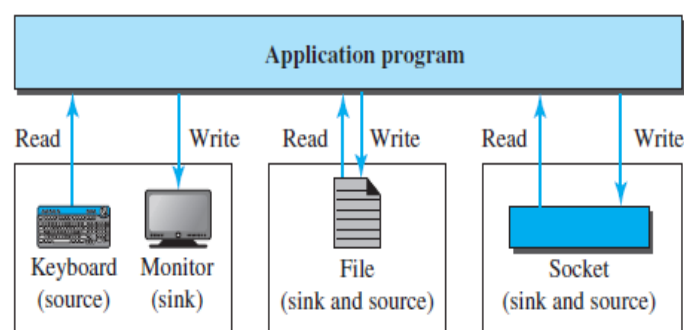 Application program
Read
Write
Read
Write
Read
Write
Keyboard
(source)
Monitor
(sink)
File
(sink and source)
Socket
(sink and source)